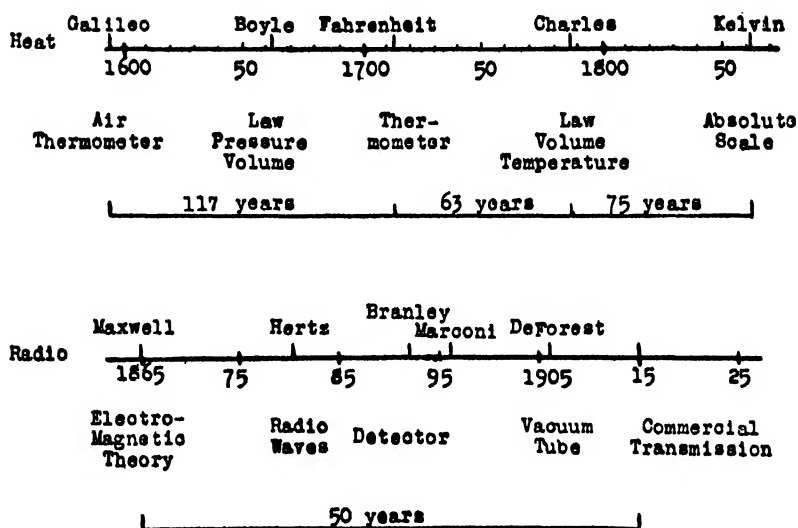 Galileo Boyle Fahrenheit Charles Kelvin
Heat
1600 50 1700 50 1800 50
Air Law Ther- Law Absolute
Thermometer Pressure mometer Volume Scale
Volume Temperature
117 years 63 years 75 years
Branley
Maxwell Hertz Marconi DeForest
Radio
1865 75 85 95 1905 15 25
Electro- Radio Vacuum Commercial
Magnetic Waves Detector Tube Transmission
Theory
50 years